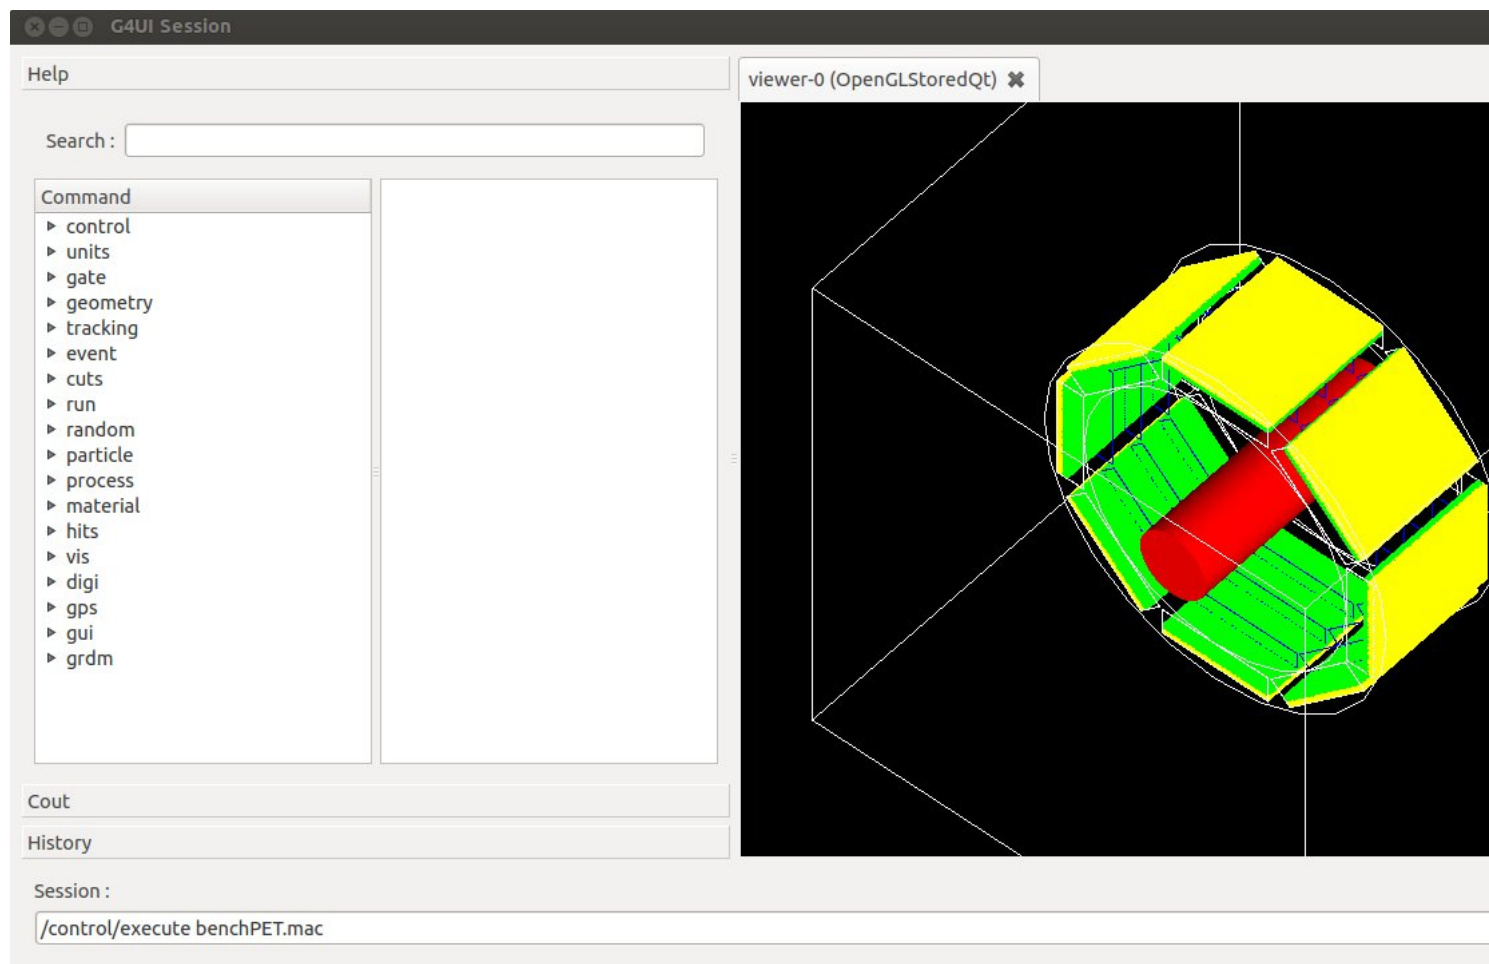 G4UI Session
Help
viewer-0 (OpenGLStoredQt)
Search :
Command
control
units
gate
geometry
tracking
event
cuts
run
random
particle
process
material
hits
vis
digi
gps
gui
grdm
Cout
History
Session :
/control/execute benchPET.mac